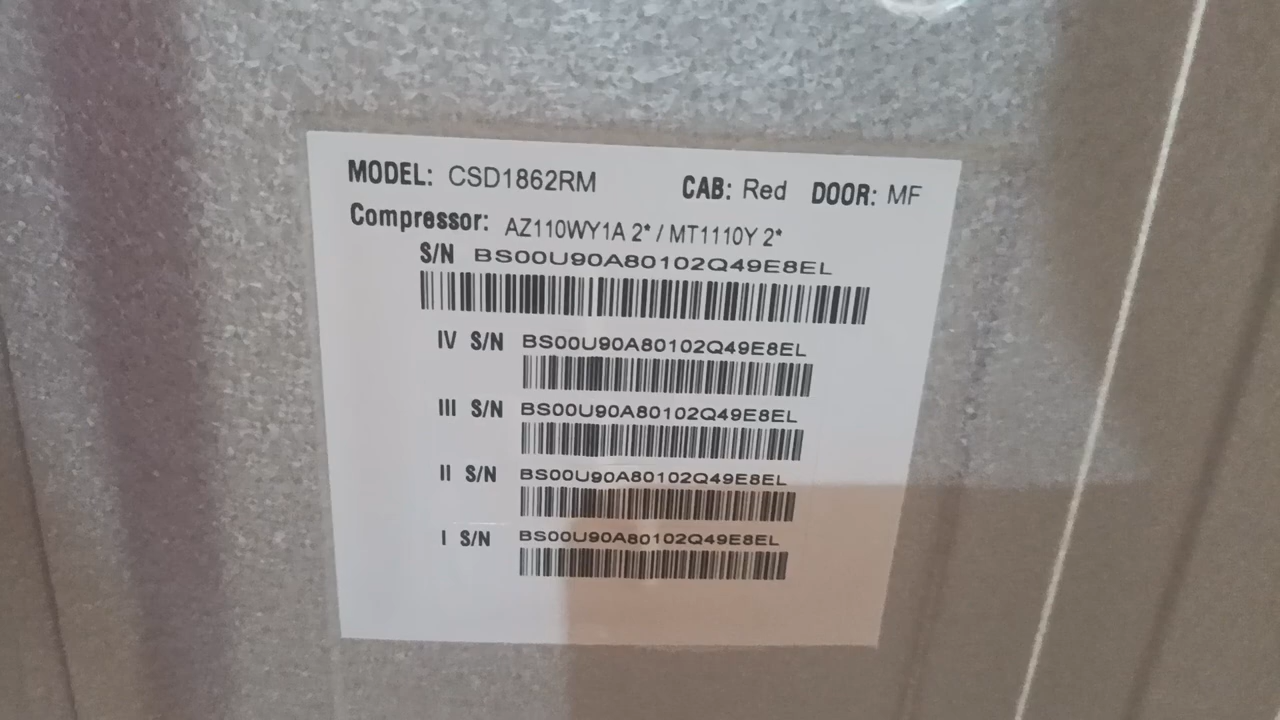 MODEL: CSD1862RM CAB: Red DOOR: MF
Compressor: AZ110WY1A 2* / MT1110Y 2*
S/N BS00U90A80102Q49E8EL
IV S/N BS00U90A80102Q49E8EL
III S/N BS00U90A80102Q49E8EL
II S/N BS00U90A80102Q49E8EL
I S/N BS00U90A80102Q49E8EL